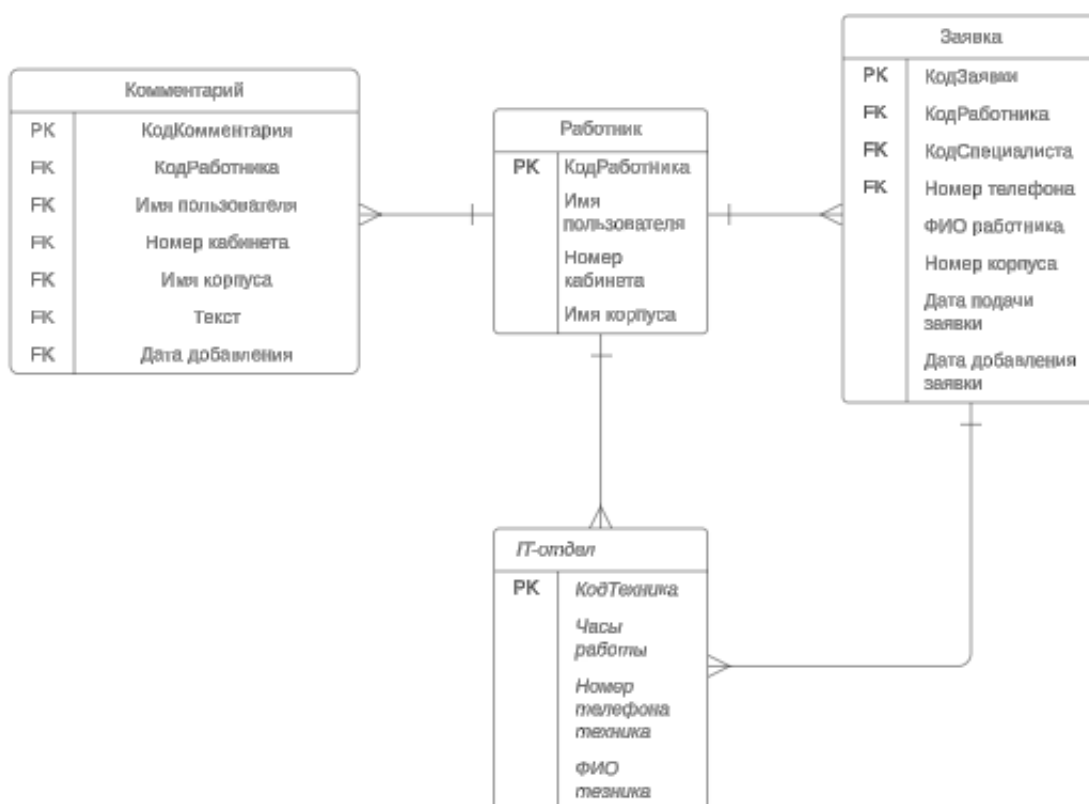 Комментарий
PK КодКомментария
FK КодРаботника
FK Имя пользователя
FK Номер кабинета
FK Имя корпуса
FK Текст
FK Дата добавления
Работник
PK КодРаботника
Имя
пользователя
Номер
кабинета
Имя корпуса
Заявка
PK КодЗаявки
FK КодРаботника
FK КодСпециалиста
FK Номер телефона
ФИО работника
Номер корпуса
Дата подачи
заявки
Дата добавления
заявки
IT-отдел
PK КодТехника
Часы
работы
Номер
телефона
техника
ФИО
тезника